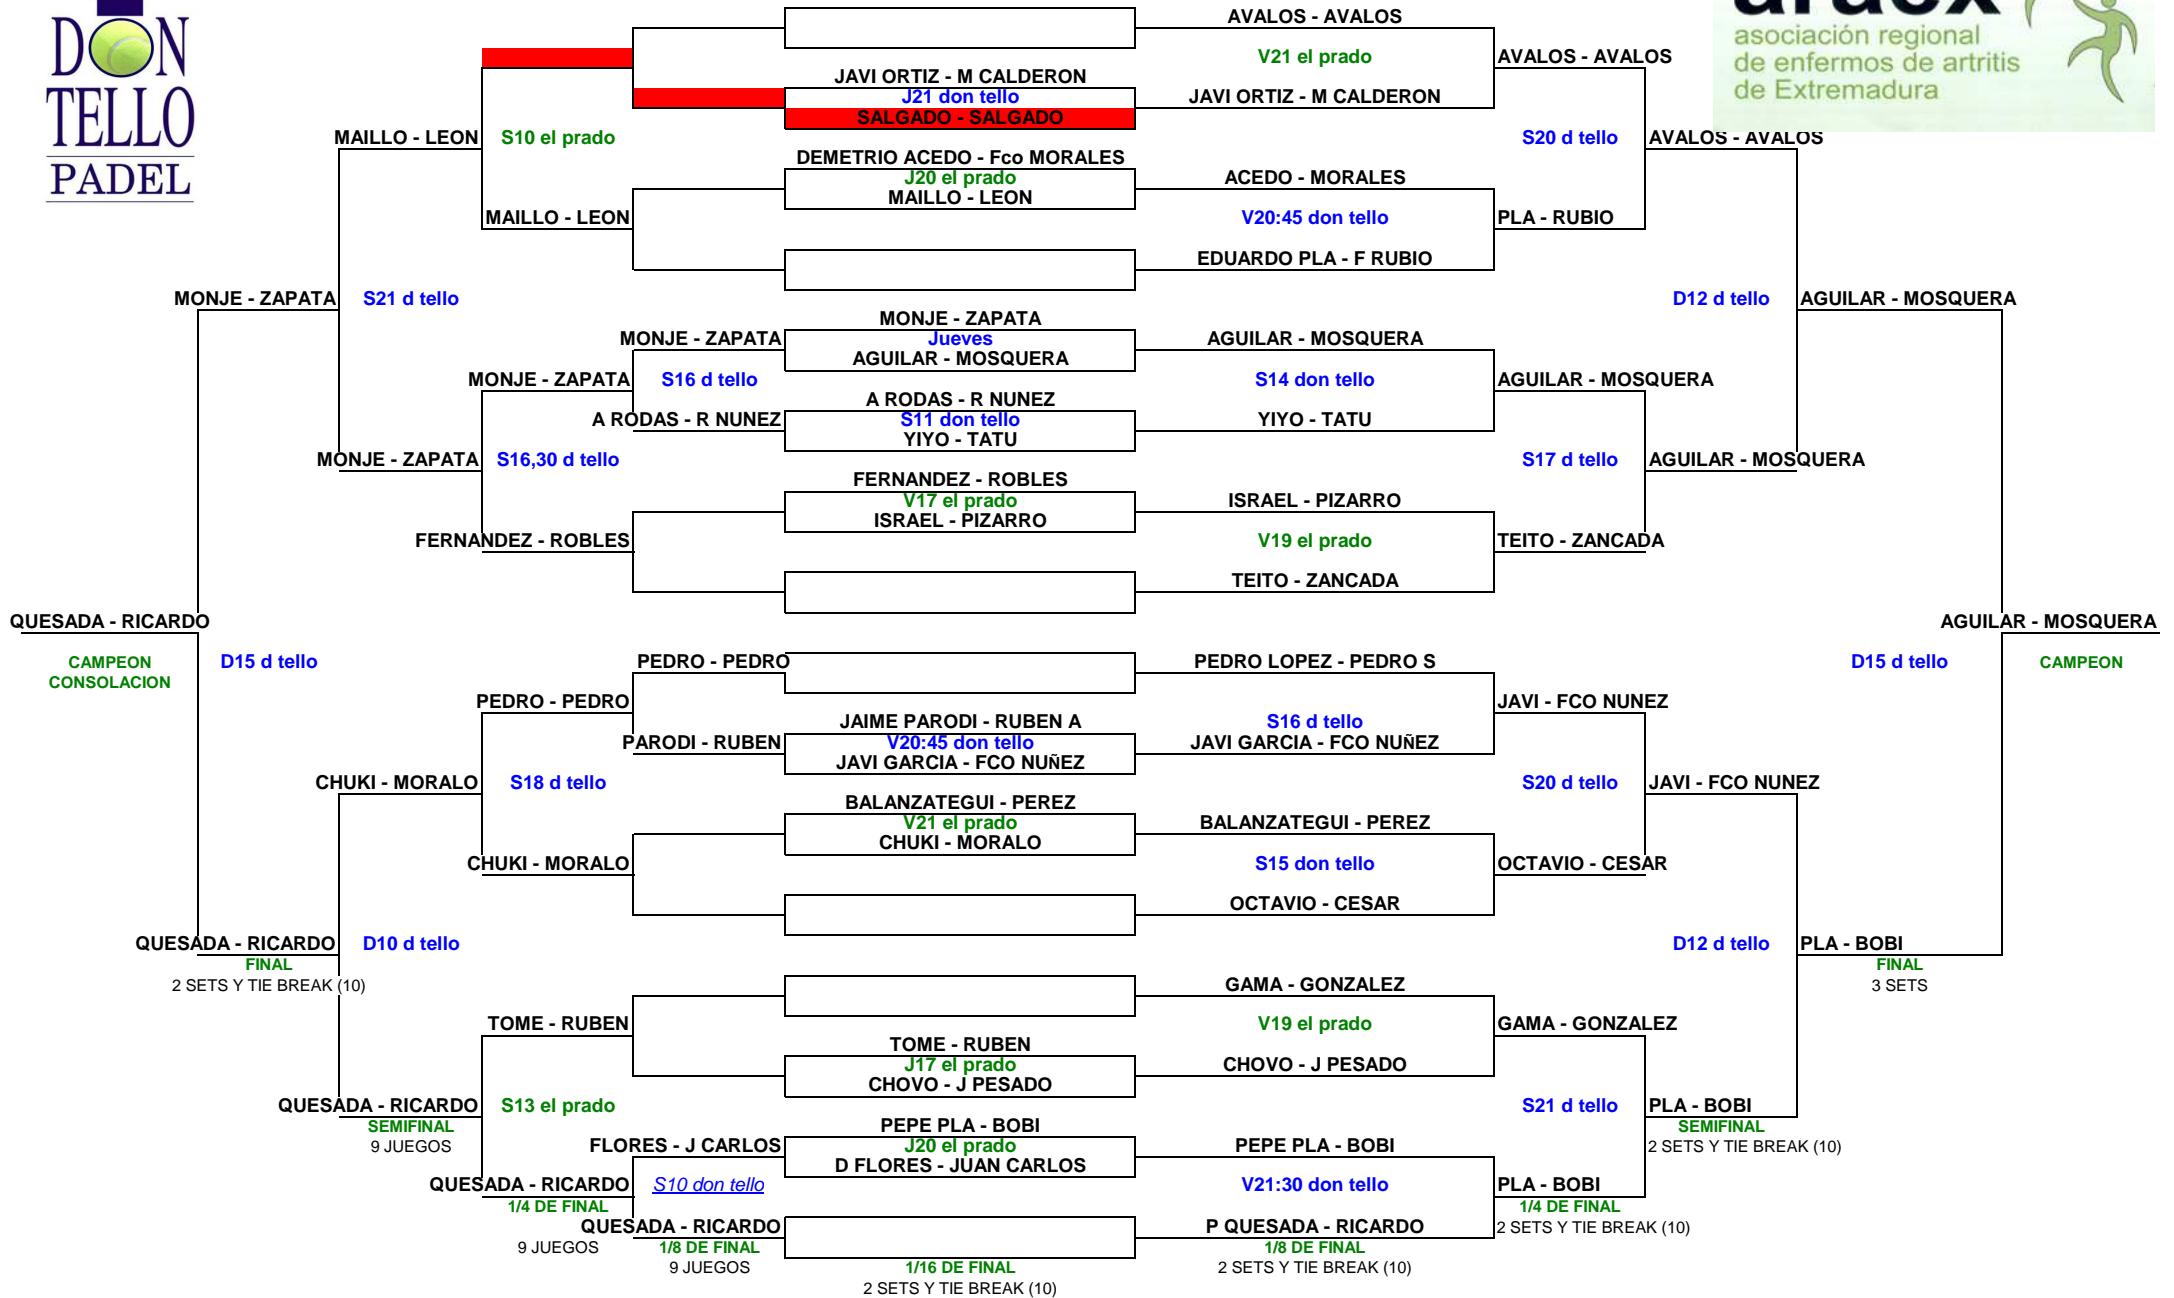 DON
TELLO
PADEL
asociación regional
de enfermos de artritis
de Extremadura
AVALOS - AVALOS
V21 el prado
AVALOS - AVALOS
JAVI ORTIZ - M CALDERON
J21 don tello
JAVI ORTIZ - M CALDERON
SALGADO - SALGADO
MAILLO - LEON
S10 el prado
S20 d tello
AVALOS - AVALOS
DEMETRIO ACEDO - Fco MORALES
J20 el prado
ACEDO - MORALES
MAILLO - LEON
MAILLO - LEON
V20:45 don tello
PLA - RUBIO
EDUARDO PLA - F RUBIO
MONJE - ZAPATA
S21 d tello
D12 d tello
AGUILAR - MOSQUERA
MONJE - ZAPATA
MONJE - ZAPATA
Jueves
AGUILAR - MOSQUERA
AGUILAR - MOSQUERA
MONJE - ZAPATA
S16 d tello
S14 don tello
AGUILAR - MOSQUERA
A RODAS - R NUNEZ
A RODAS - R NUNEZ
S11 don tello
YIYO - TATU
YIYO - TATU
MONJE - ZAPATA
S16,30 d tello
S17 d tello
AGUILAR - MOSQUERA
FERNANDEZ - ROBLES
V17 el prado
ISRAEL - PIZARRO
ISRAEL - PIZARRO
FERNANDEZ - ROBLES
V19 el prado
TEITO - ZANCADA
TEITO - ZANCADA
QUESADA - RICARDO
AGUILAR - MOSQUERA
CAMPEON
CONSOLACION
D15 d tello
PEDRO - PEDRO
PEDRO LOPEZ - PEDRO S
D15 d tello
CAMPEON
PEDRO - PEDRO
JAVI - FCO NUNEZ
JAIME PARODI - RUBEN A
S16 d tello
PARODI - RUBEN
V20:45 don tello
JAVI GARCIA - FCO NUÑEZ
JAVI GARCIA - FCO NUÑEZ
CHUKI - MORALO
S18 d tello
S20 d tello
JAVI - FCO NUNEZ
BALANZATEGUI - PEREZ
V21 el prado
BALANZATEGUI - PEREZ
CHUKI - MORALO
CHUKI - MORALO
S15 don tello
OCTAVIO - CESAR
OCTAVIO - CESAR
QUESADA - RICARDO
D10 d tello
D12 d tello
PLA - BOBI
FINAL
2 SETS Y TIE BREAK (10)
FINAL
3 SETS
GAMA - GONZALEZ
TOME - RUBEN
V19 el prado
GAMA - GONZALEZ
TOME - RUBEN
J17 el prado
CHOVO - J PESADO
CHOVO - J PESADO
QUESADA - RICARDO
SEMIFINAL
9 JUEGOS
S13 el prado
S21 d tello
PLA - BOBI
SEMIFINAL
2 SETS Y TIE BREAK (10)
PEPE PLA - BOBI
FLORES - J CARLOS
J20 el prado
PEPE PLA - BOBI
D FLORES - JUAN CARLOS
QUESADA - RICARDO
S10 don tello
V21:30 don tello
PLA - BOBI
1/4 DE FINAL
9 JUEGOS
1/4 DE FINAL
2 SETS Y TIE BREAK (10)
QUESADA - RICARDO
P QUESADA - RICARDO
1/8 DE FINAL
9 JUEGOS
1/8 DE FINAL
2 SETS Y TIE BREAK (10)
1/16 DE FINAL
2 SETS Y TIE BREAK (10)